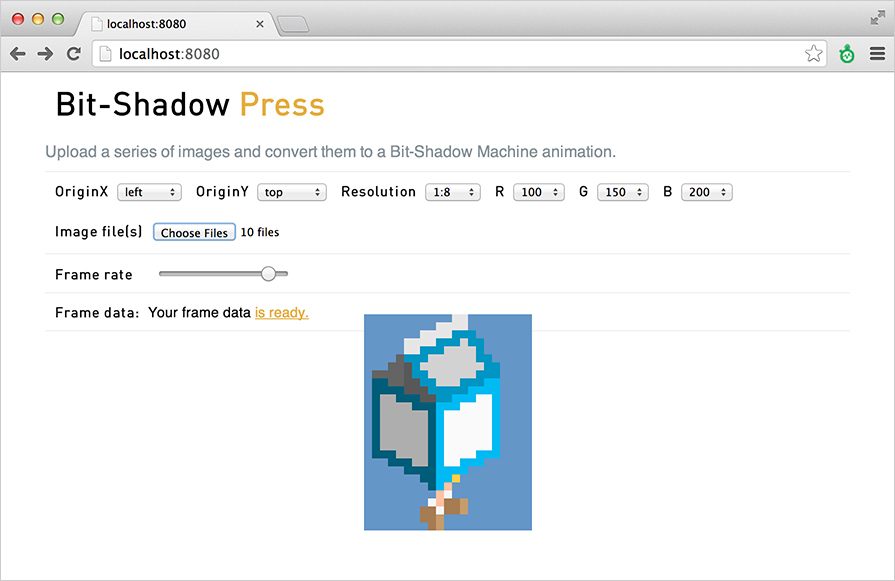 localhost:8080
localhost:8080
Bit-Shadow Press
Upload a series of images and convert them to a Bit-Shadow Machine animation.
OriginX left OriginY top Resolution 1:8 R 100 G 150 B 200
Image file(s) Choose Files 10 files
Frame rate
Frame data: Your frame data is ready.